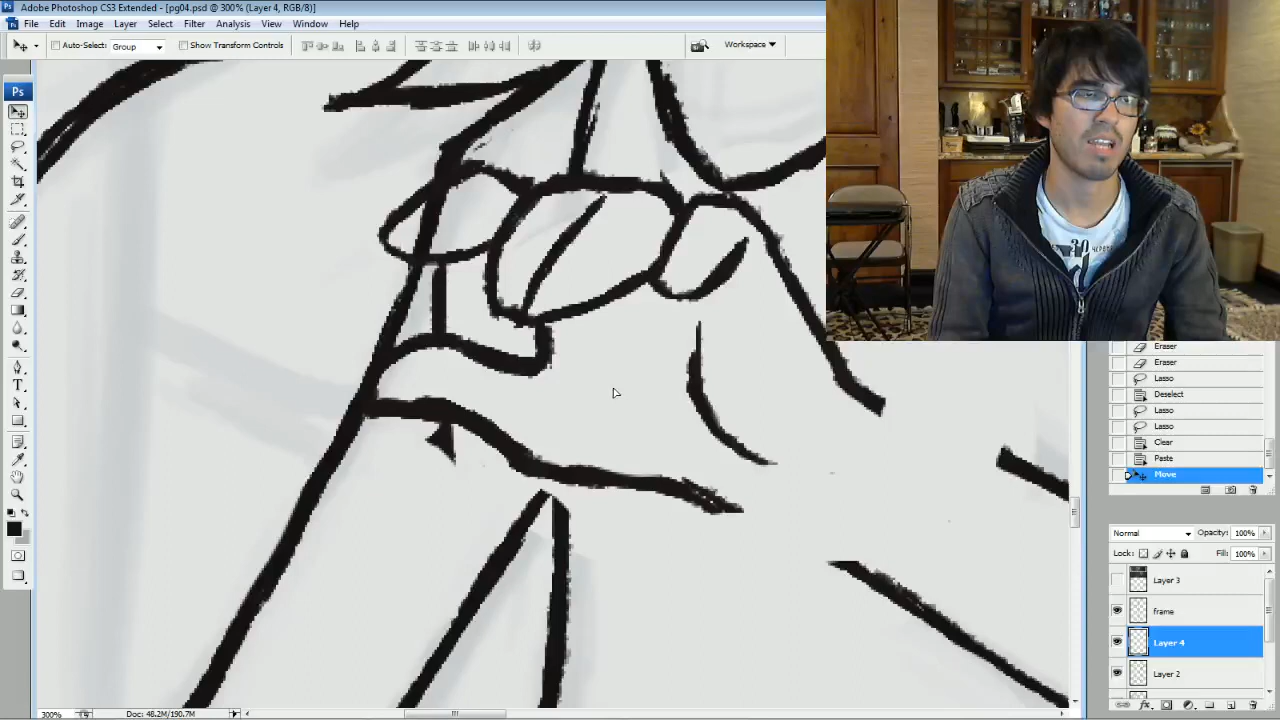 Adobe Photoshop CS3 Extended - [pg04.psd @ 300% (Layer 4, RGB/8)]
File Edit Image Layer Select Filter Analysis View Window Help
Auto-Select: Group Show Transform Controls Workspace
Ps
30
Eraser
Eraser
Lasso
Deselect
Lasso
Lasso
Clear
Paste
Move
Normal Opacity: 100%
Lock: Fill: 100%
Layer 3
frame
Layer 4
Layer 2
300% Doc: 48.2M/190.7M